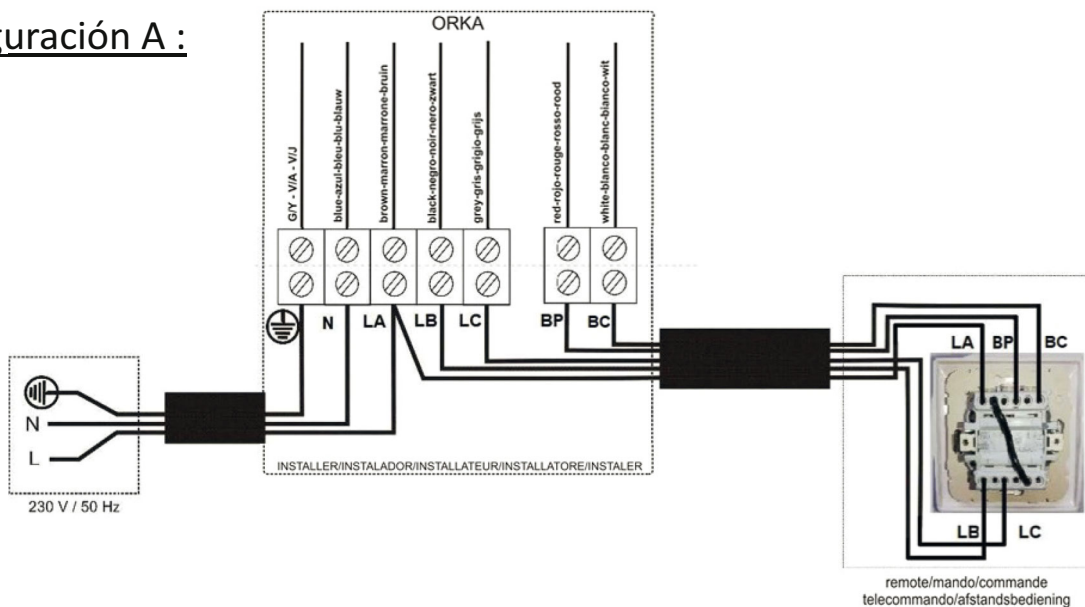 guración A :
ORKA
G/Y - V/A - V/J
blue-azul-bleu-blu-blauw
brown-marron-marrone-bruin
black-negro-noir-nero-zwart
grey-gris-grigio-grijs
red-rojo-rouge-rosso-rood
white-blanco-blanc-bianco-wit
N LA LB LC BP BC
LA BP BC
N
L
LB LC
INSTALLER/INSTALADOR/INSTALLATEUR/INSTALLATORE/INSTALER
230 V / 50 Hz
remote/mando/commande
telecommando/afstandsbediening